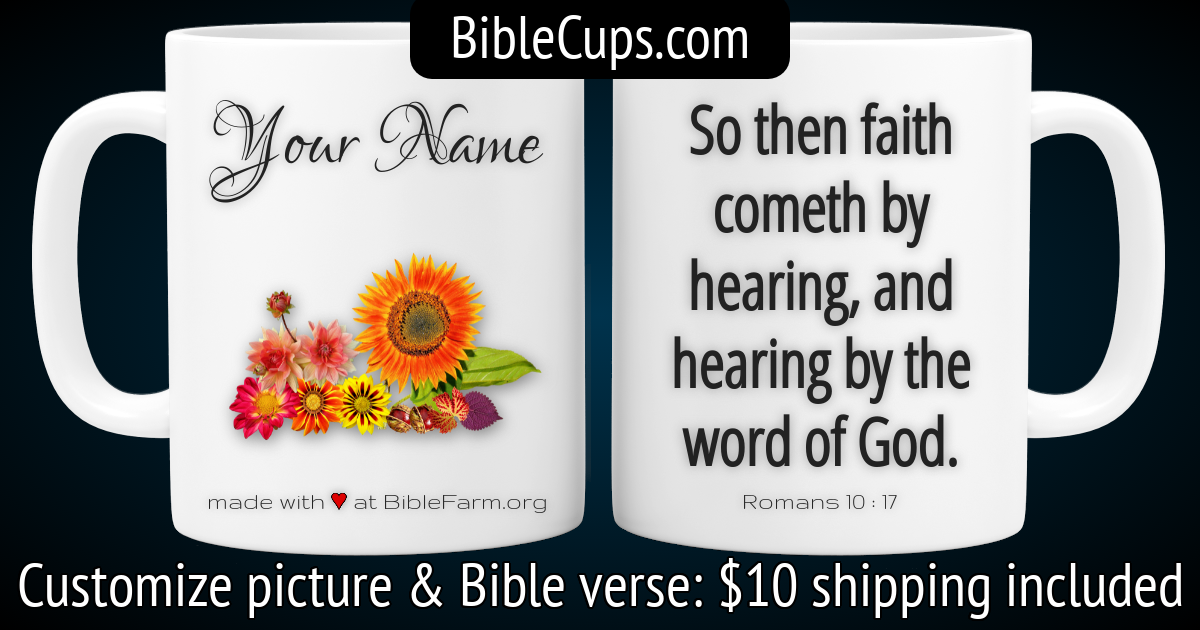 BibleCups.com
Your Name
made with ♥ at BibleFarm.org
So then faith
cometh by
hearing, and
hearing by the
word of God.
Romans 10 : 17
Customize picture & Bible verse: $10 shipping included